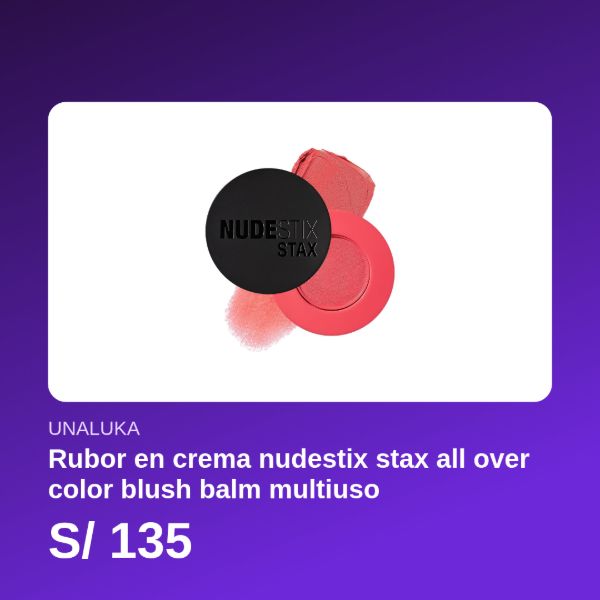 NUDESTIX
STAX
UNALUKA
Rubor en crema nudestix stax all over
color blush balm multiuso
S/ 135